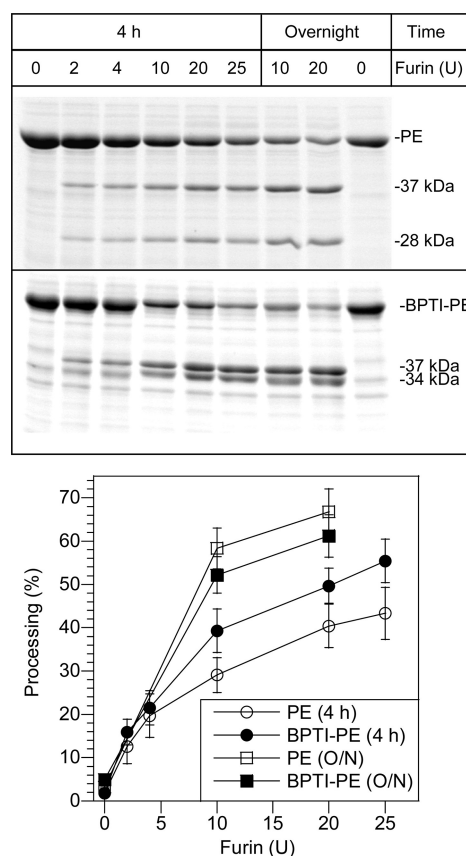 4 h Overnight Time
0 2 4 10 20 25 10 20 0 Furin (U)
-PE
-37 kDa
-28 kDa
-BPTI-PE
-37 kDa
-34 kDa
70
60
50
40
30
20
10
0
Processing (%)
0 5 10 15 20 25
Furin (U)
PE (4 h)
BPTI-PE (4 h)
PE (O/N)
BPTI-PE (O/N)